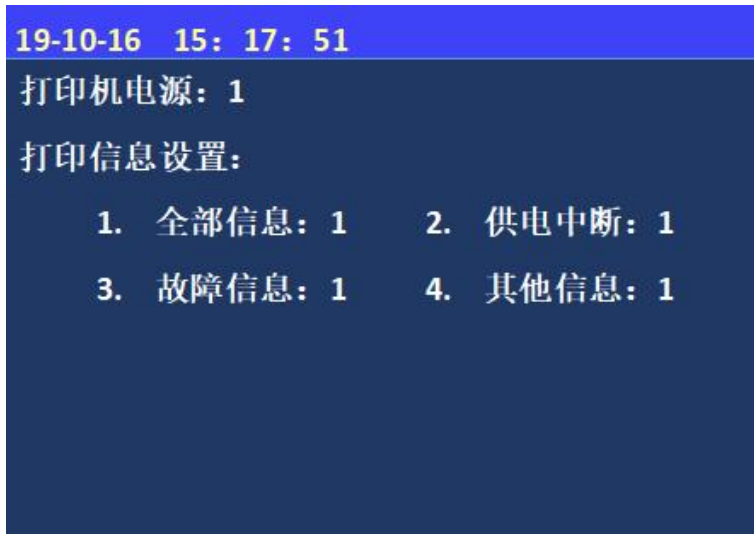 19-10-16 15：17：51
打印机电源：1
打印信息设置：
1. 全部信息：1 2. 供电中断：1
3. 故障信息：1 4. 其他信息：1